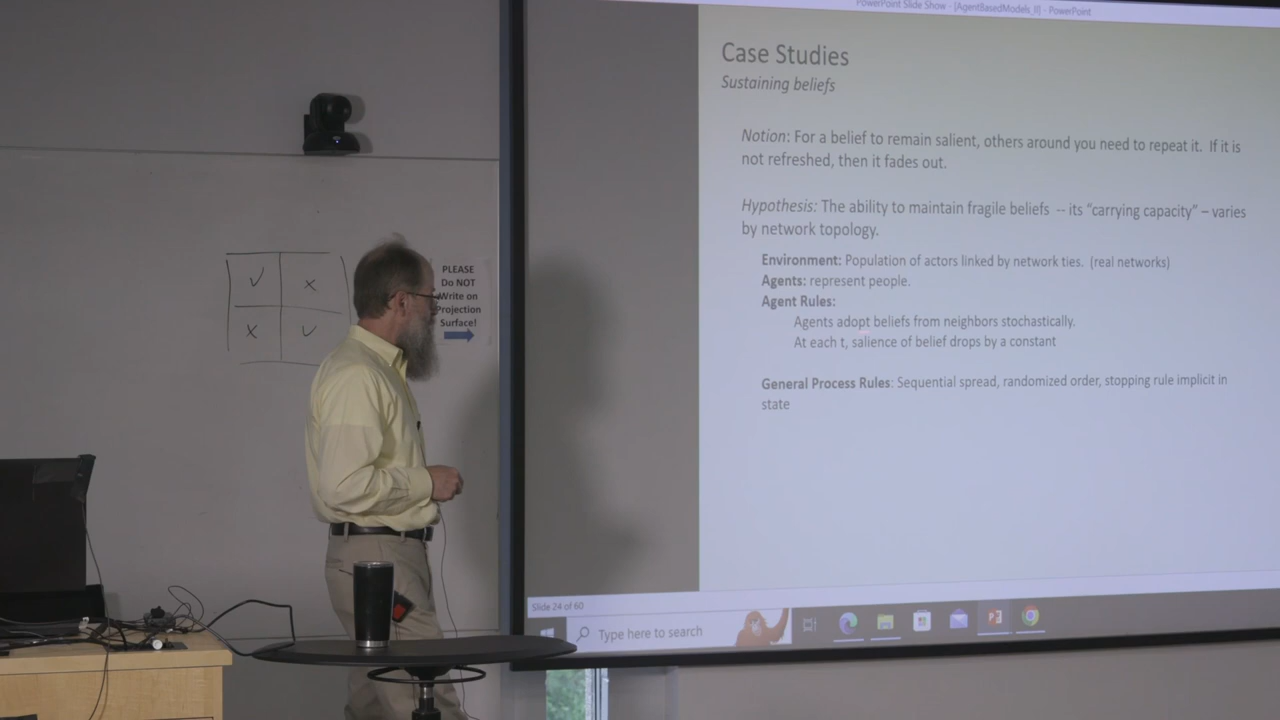 PowerPoint Slide Show - [AgentBasedModels_II] - PowerPoint
Case Studies
Sustaining beliefs
Notion: For a belief to remain salient, others around you need to repeat it. If it is
not refreshed, then it fades out.
Hypothesis: The ability to maintain fragile beliefs -- its “carrying capacity” – varies
by network topology.
Environment: Population of actors linked by network ties. (real networks)
Agents: represent people.
Agent Rules:
Agents adopt beliefs from neighbors stochastically.
At each t, salience of belief drops by a constant
General Process Rules: Sequential spread, randomized order, stopping rule implicit in
state
Slide 24 of 60
Type here to search
PLEASE
Do NOT
Write on
Projection
Surface!